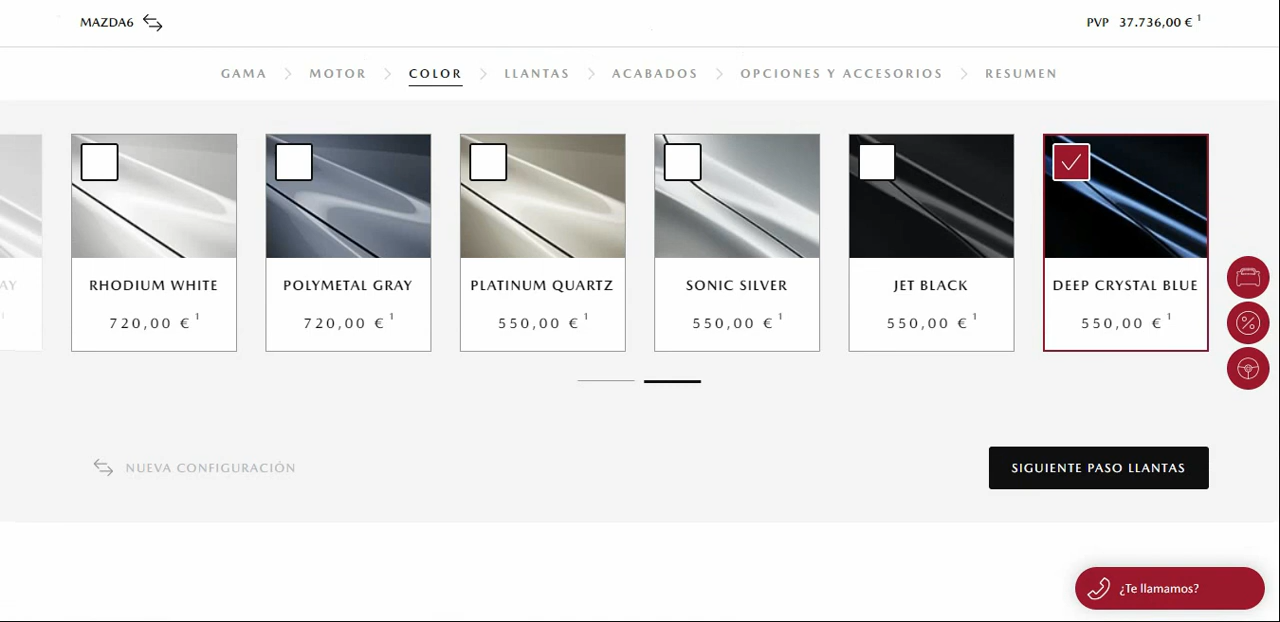 MAZDA6
PVP 37.736,00 € 1
GAMA MOTOR COLOR LLANTAS ACABADOS OPCIONES Y ACCESORIOS RESUMEN
AY RHODIUM WHITE POLYMETAL GRAY PLATINUM QUARTZ SONIC SILVER JET BLACK DEEP CRYSTAL BLUE
1 720,00 € 1 720,00 € 1 550,00 € 1 550,00 € 1 550,00 € 1 550,00 € 1
NUEVA CONFIGURACIÓN
SIGUIENTE PASO LLANTAS
¿Te llamamos?